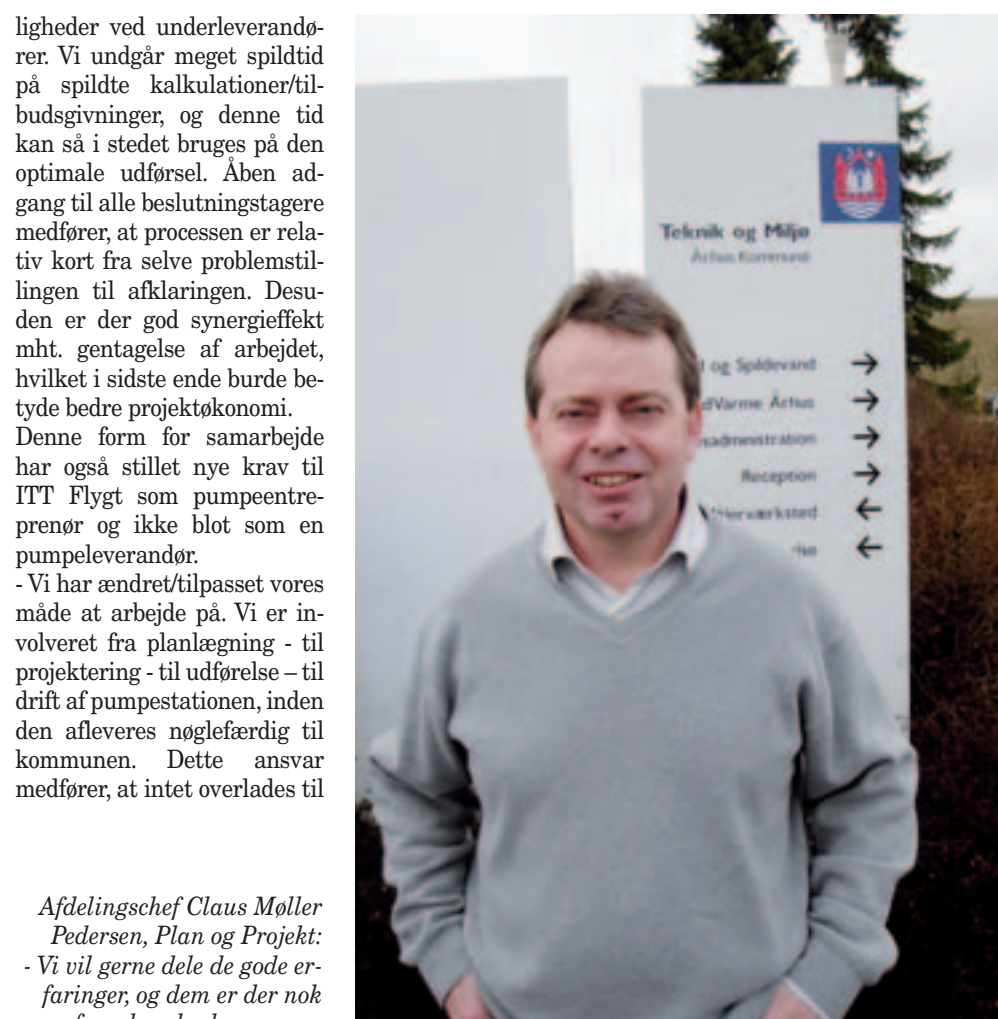 ligheder ved underleverandø-
rer. Vi undgår meget spildtid
på spildte kalkulationer/til-
budsgivninger, og denne tid
kan så i stedet bruges på den
optimale udførsel. Åben ad-
gang til alle beslutningstagere
medfører, at processen er rela-
tiv kort fra selve problemstil-
lingen til afklaringen. Desu-
den er der god synergieffekt
mht. gentagelse af arbejdet,
hvilket i sidste ende burde be-
tyde bedre projektøkonomi.
Denne form for samarbejde
har også stillet nye krav til
ITT Flygt som pumpeentre-
prenør og ikke blot som en
pumpeleverandør.
- Vi har ændret/tilpasset vores
måde at arbejde på. Vi er in-
volveret fra planlægning - til
projektering - til udførelse – til
drift af pumpestationen, inden
den afleveres nøglefærdig til
kommunen. Dette ansvar
medfører, at intet overlades til
Afdelingschef Claus Møller
Pedersen, Plan og Projekt:
- Vi vil gerne dele de gode er-
faringer, og dem er der nok
Teknik og Miljø
Århus Kommune
og Spildevand
dVarme Århus
sadministration
Reception